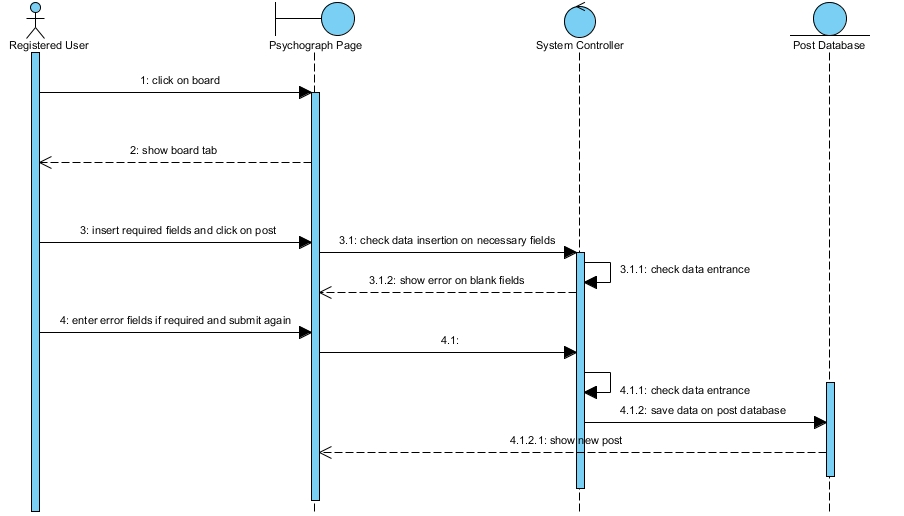 Registered User
Psychograph Page
System Controller
Post Database
1: click on board
2: show board tab
3: insert required fields and click on post
3.1: check data insertion on necessary fields
3.1.1: check data entrance
3.1.2: show error on blank fields
4: enter error fields if required and submit again
4.1:
4.1.1: check data entrance
4.1.2: save data on post database
4.1.2.1: show new post